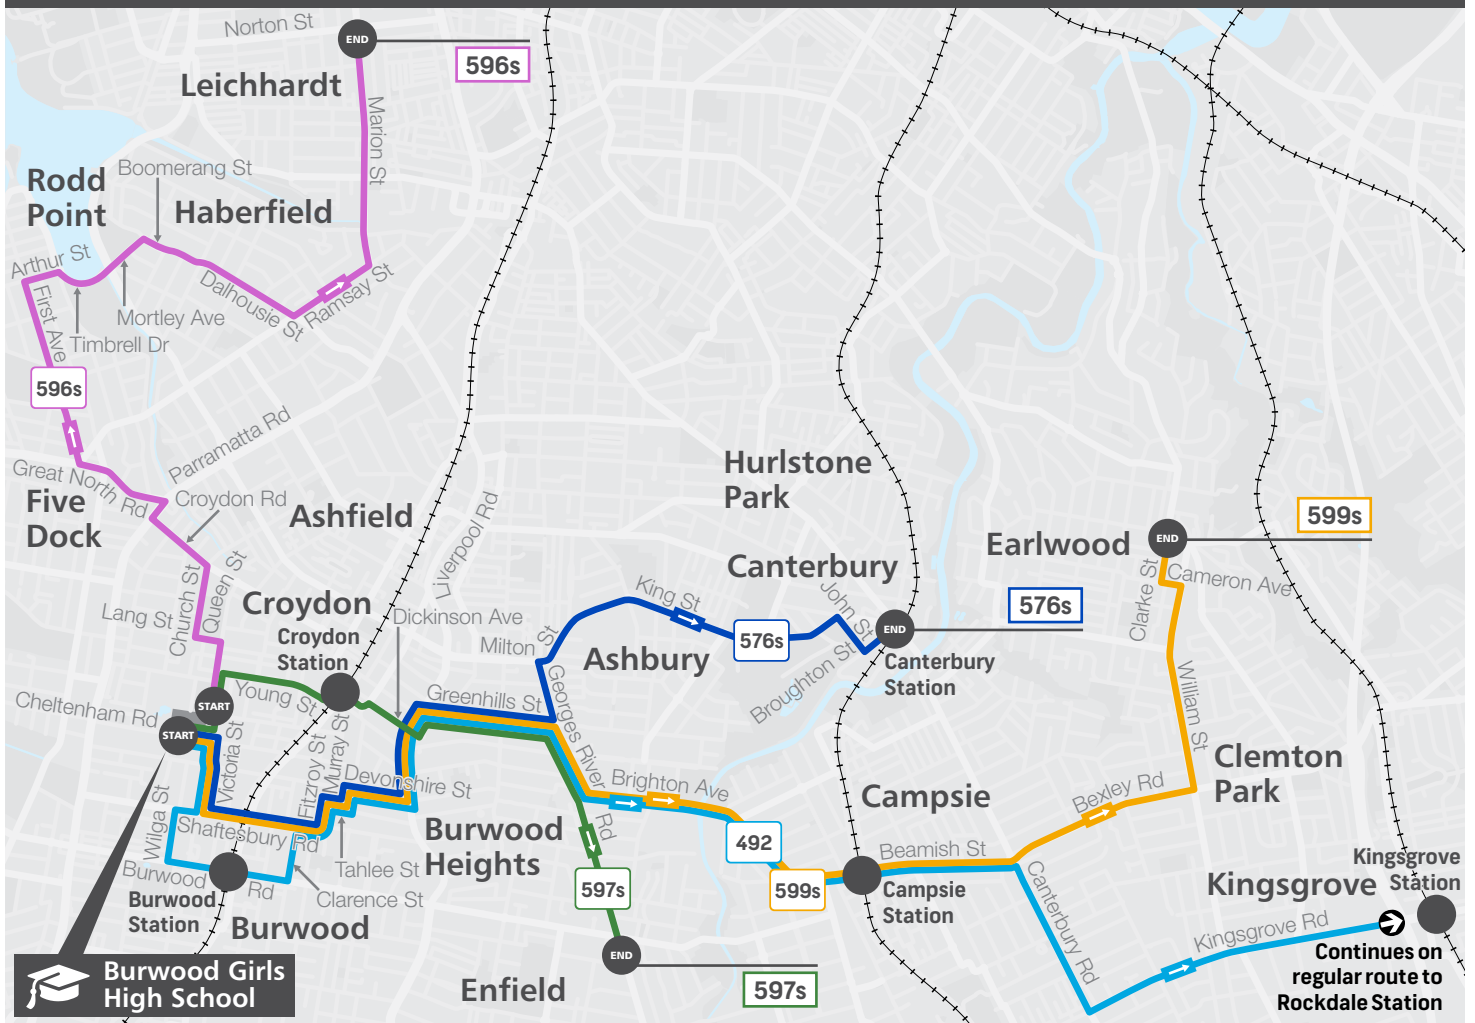 Norton St
END
596s
Leichhardt
Marion St
Boomerang St
Rodd
Point
Haberfield
Arthur St
First Ave
Dalhousie St
Ramsay St
Mortley Ave
Timbrell Dr
596s
Parramatta Rd
Great North Rd
Croydon Rd
Five
Dock
Ashfield
Liverpool Rd
Hurlstone
Park
599s
END
Earlwood
Cameron Ave
Clarke St
Canterbury
Queen St
Church St
Lang St
Croydon
Croydon
Station
Dickinson Ave
King St
John St
576s
576s
END
Milton St
Ashbury
Canterbury
Station
Broughton St
Georges River Rd
William St
Young St
Greenhills St
START
Cheltenham Rd
START
Victoria St
Fitzroy St
Murray St
Devonshire St
Brighton Ave
Clemton
Park
Bexley Rd
Campsie
Wilga St
Shaftesbury Rd
Burwood
Heights
492
Beamish St
Kingsgrove
Station
Tahlee St
Burwood Rd
Clarence St
597s
599s
Campsie
Station
Kingsgrove
Canterbury Rd
Kingsgrove Rd
Burwood
Station
Burwood
END
Continues on
regular route to
Rockdale Station
Burwood Girls
High School
Enfield
597s